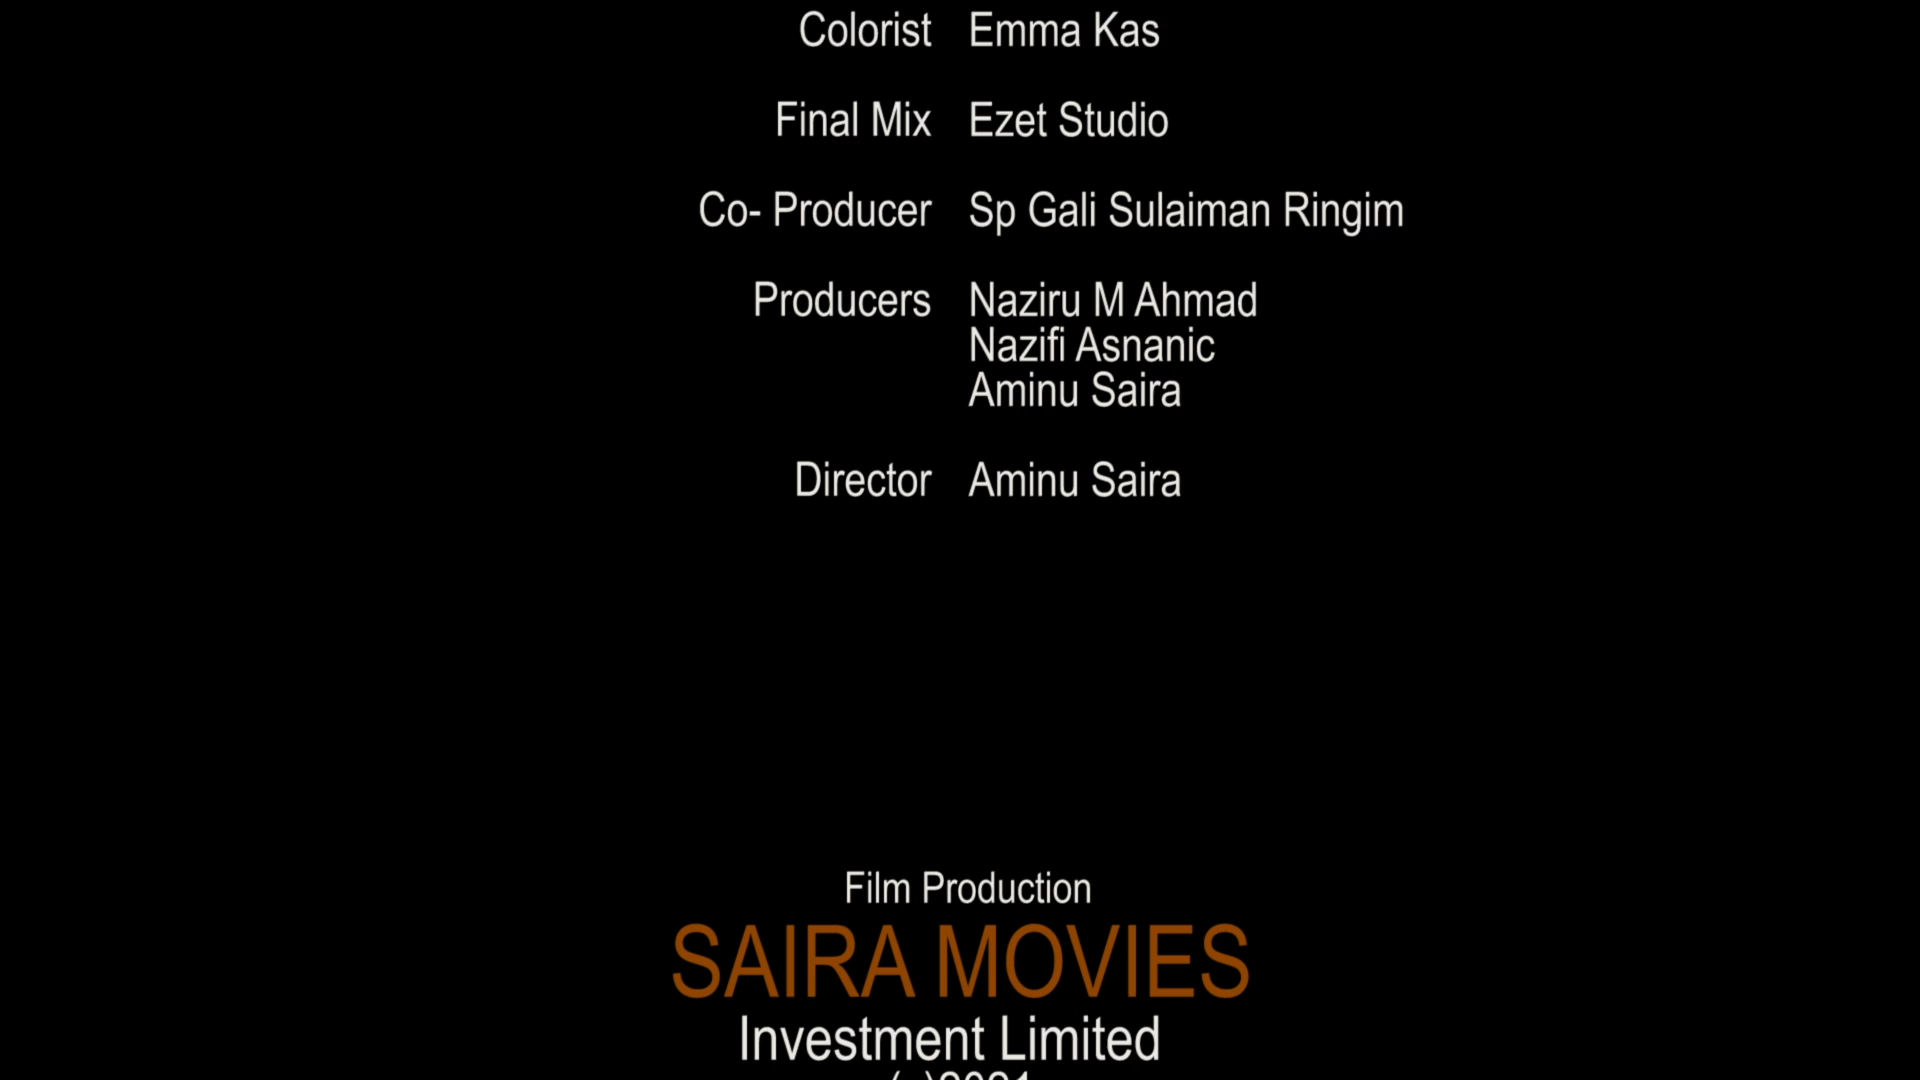 Colorist Emma Kas
Final Mix Ezet Studio
Co- Producer Sp Gali Sulaiman Ringim
Producers Naziru M Ahmad
Nazifi Asnanic
Aminu Saira
Director Aminu Saira
Film Production
SAIRA MOVIES
Investment Limited